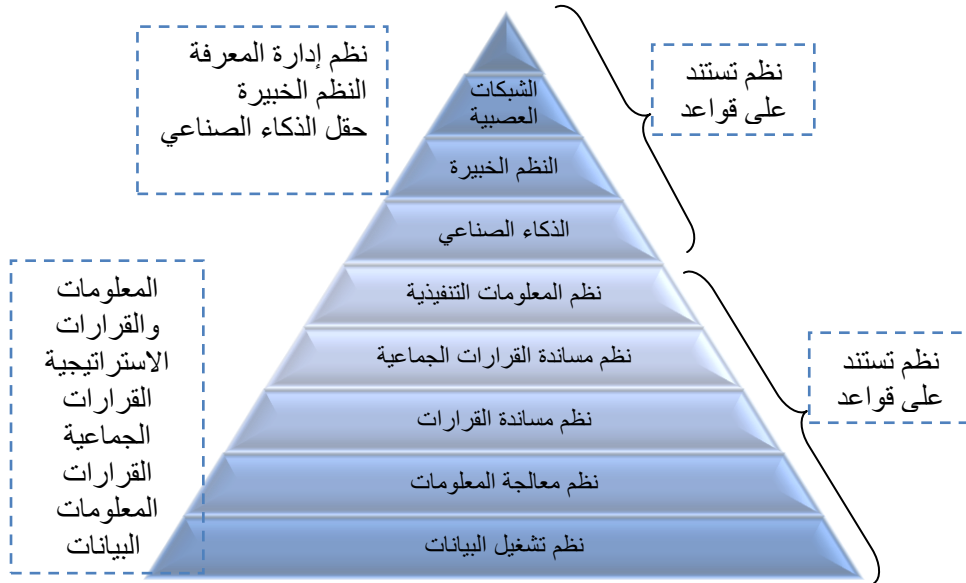 نظم إدارة المعرفة
النظم الخبيرة
حقل الذكاء الصناعي
نظم تستند
على قواعد
الشبكات
العصبية
النظم الخبيرة
الذكاء الصناعي
نظم المعلومات التنفيذية
نظم مساندة القرارات الجماعية
نظم مساندة القرارات
نظم معالجة المعلومات
نظم تشغيل البيانات
نظم تستند
على قواعد
المعلومات
والقرارات
الاستراتيجية
القرارات
الجماعية
القرارات
المعلومات
البيانات